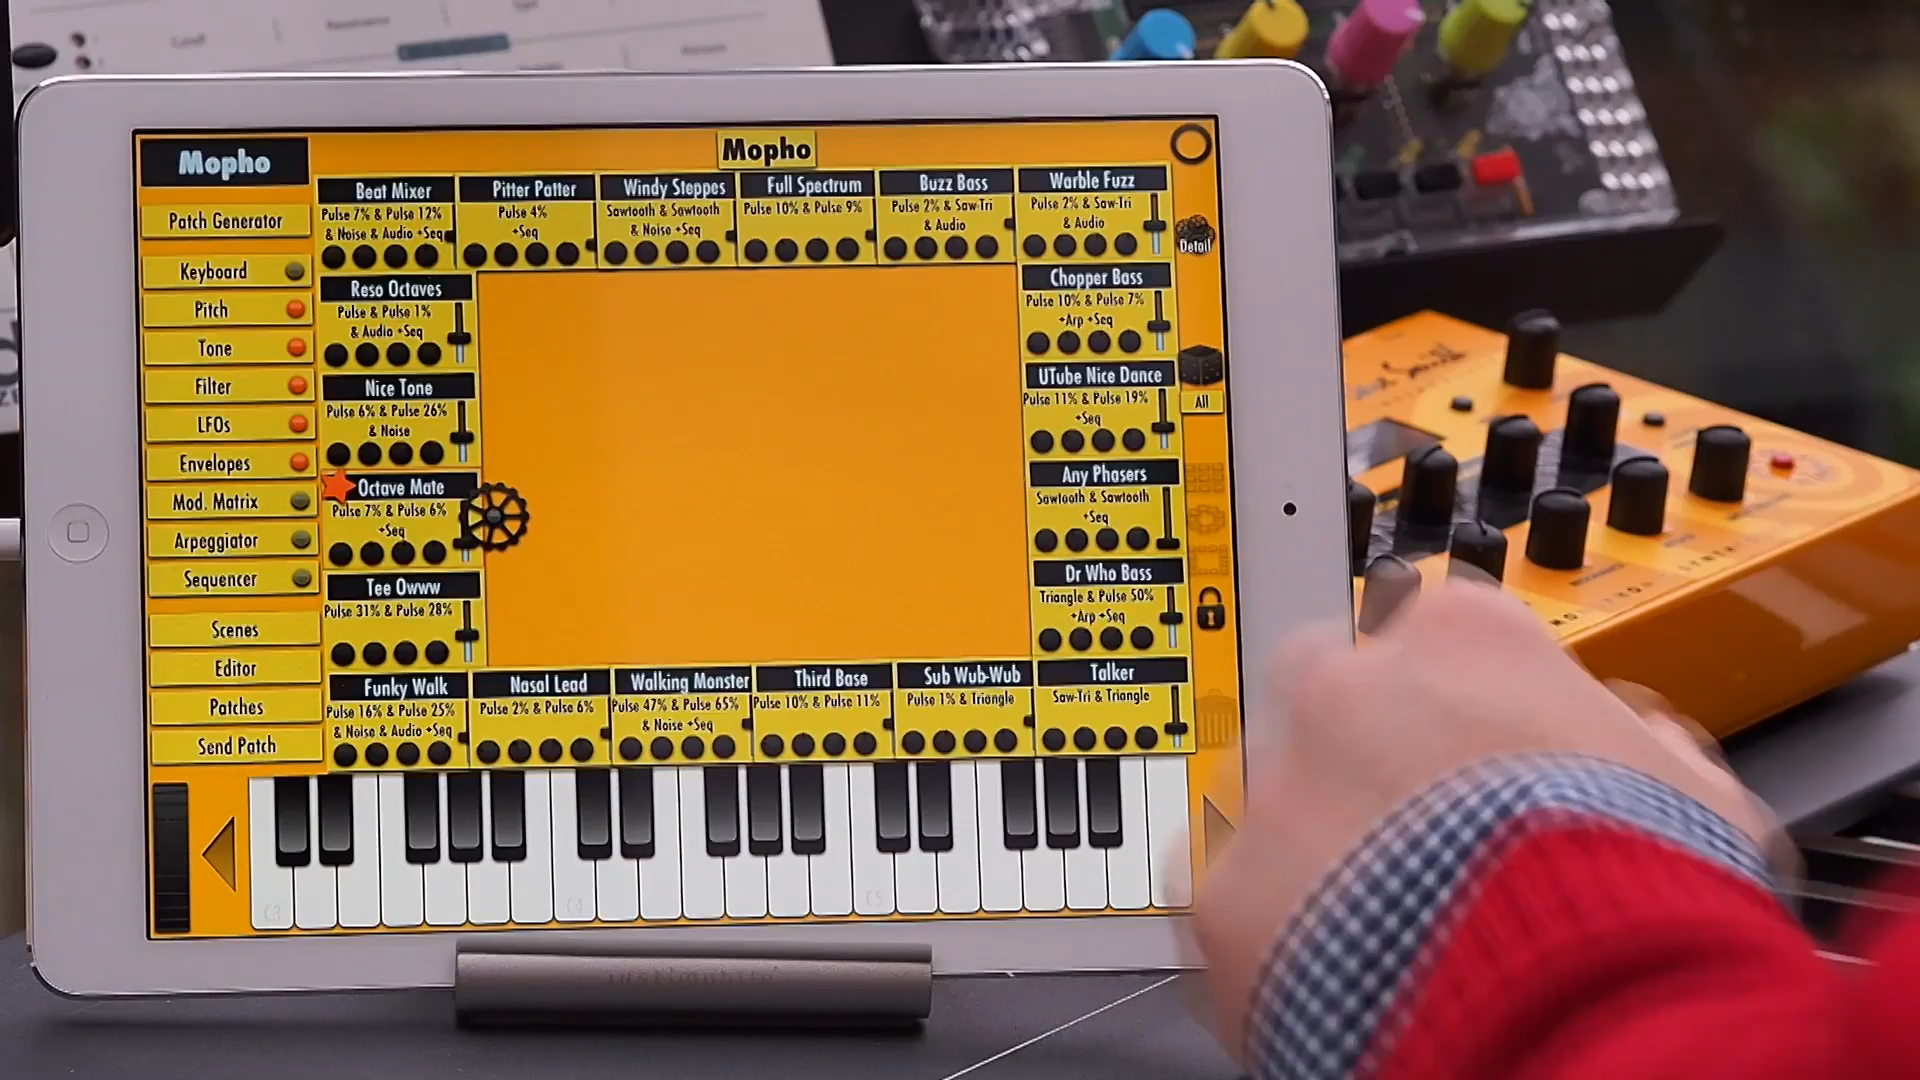 Mopho
Mopho
Patch Generator
Keyboard
Pitch
Tone
Filter
LFOs
Envelopes
Mod. Matrix
Arpeggiator
Sequencer
Scenes
Editor
Patches
Send Patch
Beat Mixer
Pulse 7% & Pulse 12%
& Noise & Audio +Seq
Pitter Patter
Pulse 4%
+Seq
Windy Steppes
Sawtooth & Sawtooth
& Noise +Seq
Full Spectrum
Pulse 10% & Pulse 9%
Buzz Bass
Pulse 2% & Saw-Tri
& Audio
Warble Fuzz
Pulse 2% & Saw-Tri
& Audio
Detail
Reso Octaves
Pulse & Pulse 1%
& Audio +Seq
Chopper Bass
Pulse 10% & Pulse 7%
+Arp +Seq
Nice Tone
Pulse 6% & Pulse 26%
& Noise
UTube Nice Dance
Pulse 11% & Pulse 19%
+Seq
All
Octave Mate
Pulse 7% & Pulse 6%
+Seq
Any Phasers
Sawtooth & Sawtooth
+Seq
Tee Owww
Pulse 31% & Pulse 28%
Dr Who Bass
Triangle & Pulse 50%
+Arp +Seq
Funky Walk
Pulse 16% & Pulse 25%
& Noise & Audio +Seq
Nasal Lead
Pulse 2% & Pulse 6%
Walking Monster
Pulse 47% & Pulse 65%
& Noise +Seq
Third Base
Pulse 10% & Pulse 11%
Sub Wub-Wub
Pulse 1% & Triangle
Talker
Saw-Tri & Triangle
C3
C4
C5